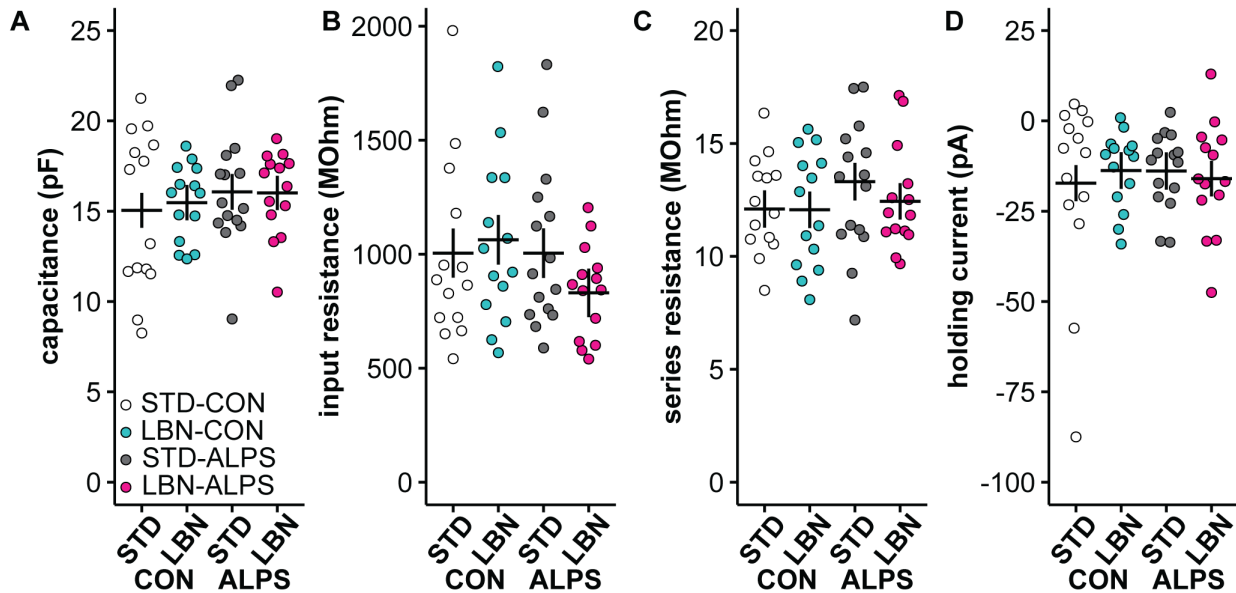 A
capacitance (pF)
25
20
15
10
5
0
STD-CON
LBN-CON
STD-ALPS
LBN-ALPS
STD LBN STD LBN
CON ALPS
B
input resistance (MOhm)
2000
1500
1000
500
0
STD LBN STD LBN
CON ALPS
C
series resistance (MOhm)
20
15
10
5
0
STD LBN STD LBN
CON ALPS
D
holding current (pA)
25
0
-25
-50
-75
-100
STD LBN STD LBN
CON ALPS